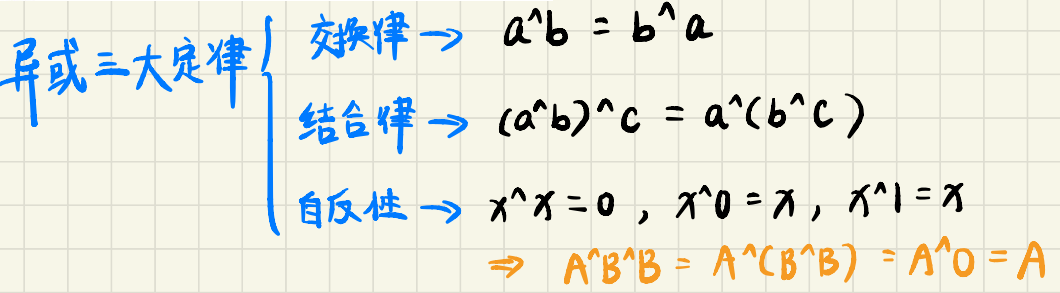 异或三大定律
交换律 → a^b = b^a
结合律 → (a^b)^c = a^(b^c)
自反性 → x^x=0 , x^0=x, x^1=x
⇒ A^B^B = A^(B^B) = A^0 = A